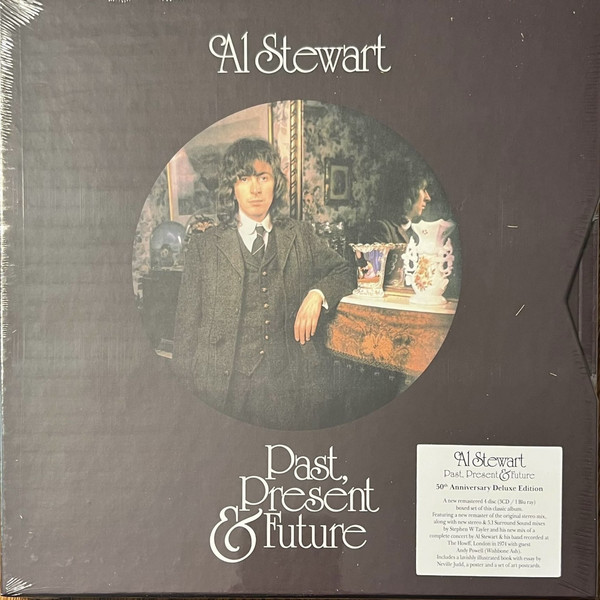 Al Stewart
Past,
Present
& Future
Al Stewart
Past, Present & Future
50th Anniversary Deluxe Edition
A new remastered 4-disc (3CD / 1 Blu ray)
boxed set of this classic album.
Featuring a new remaster of the original stereo mix,
along with new stereo & 5.1 Surround Sound mixes
by Stephen W Tayler and his new mix of a
complete concert by Al Stewart & his band recorded at
The Howff, London in 1974 with guest
Andy Powell (Wishbone Ash).
Includes a lavishly illustrated book with essay by
Neville Judd, a poster and a set of art postcards